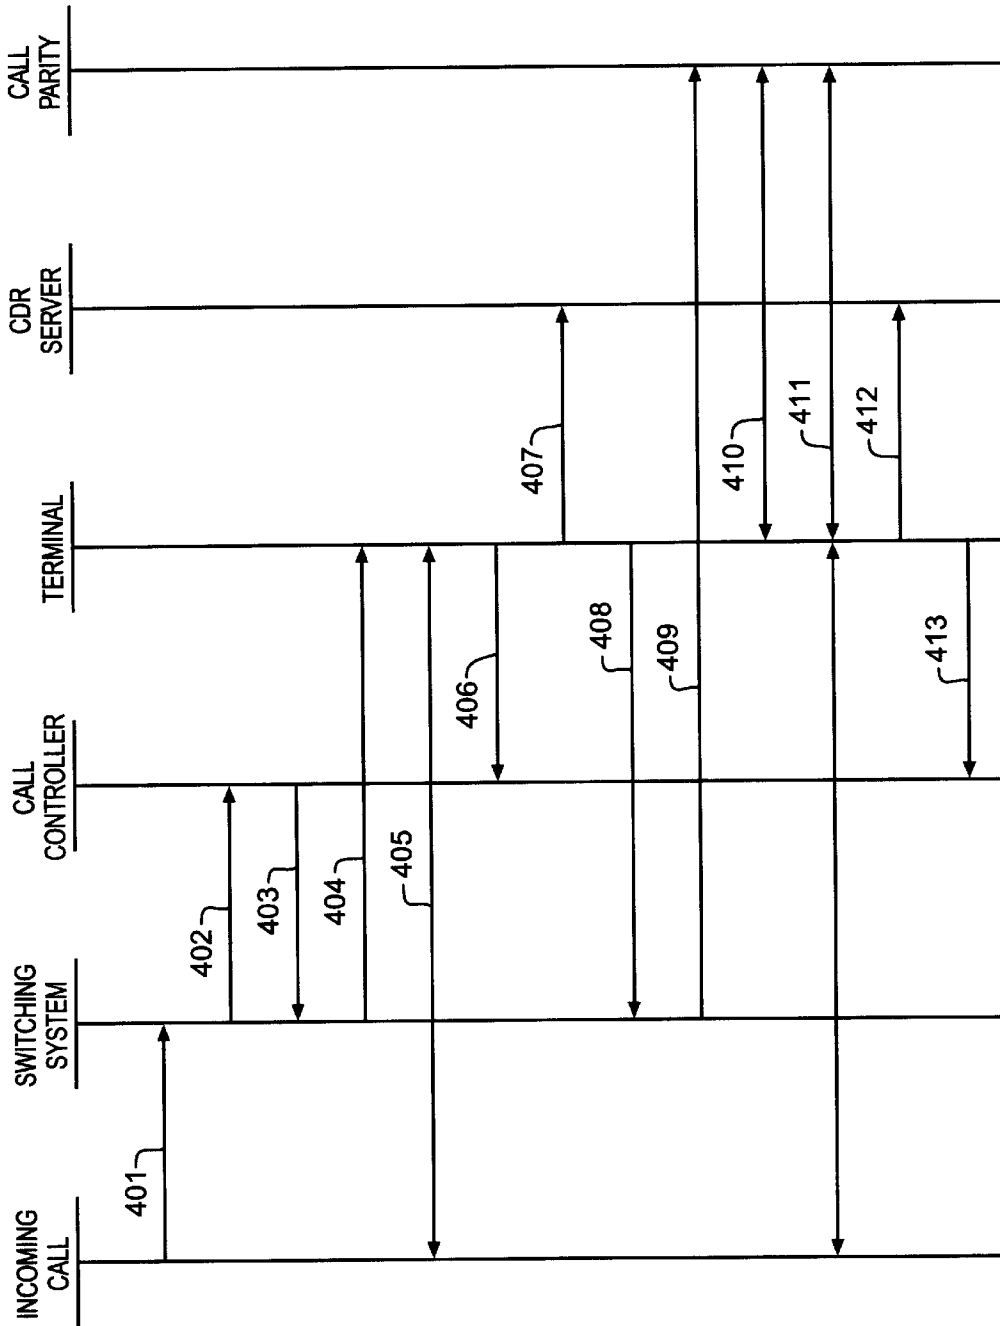 INCOMING
CALL
SWITCHING
SYSTEM
CALL
CONTROLLER
TERMINAL
CDR
SERVER
CALL
PARITY
401
402
403
404
405
406
407
408
409
410
411
412
413